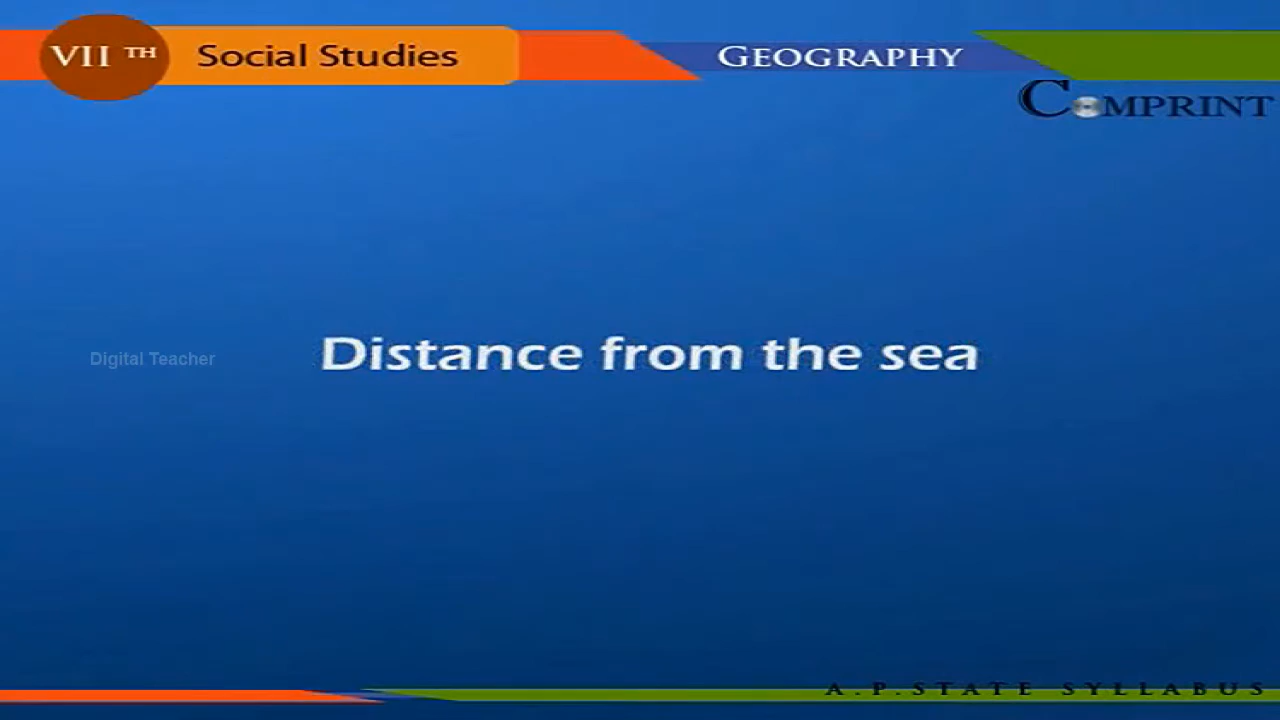 VII TH Social Studies
GEOGRAPHY
COMPRINT
Digital Teacher
Distance from the sea
A.P.STATE SYLLABUS